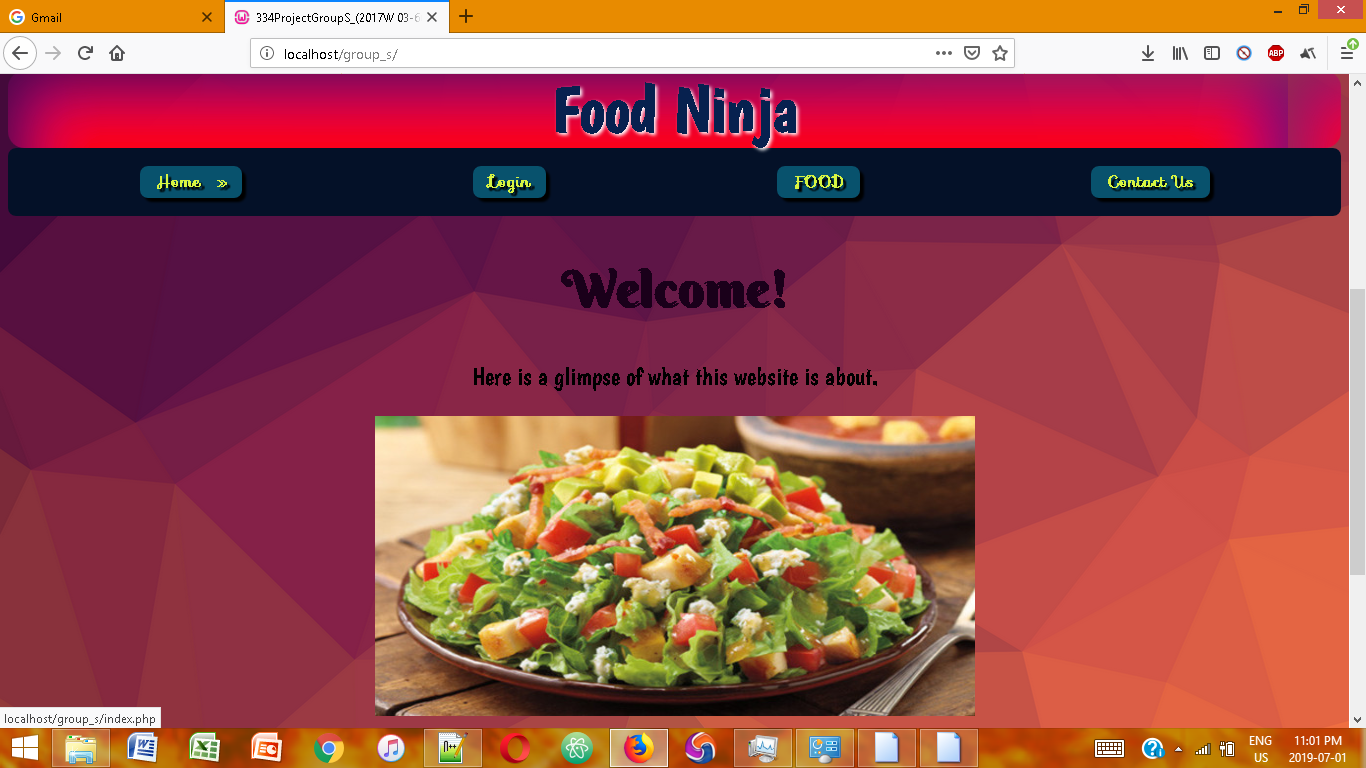 Gmail
334ProjectGroupS_(2017W 03-6
localhost/group_s/
ABP
Food Ninja
Home »
Login
FOOD
Contact Us
Welcome!
Here is a glimpse of what this website is about.
localhost/group_s/index.php
ENG
US
11:01 PM
2019-07-01